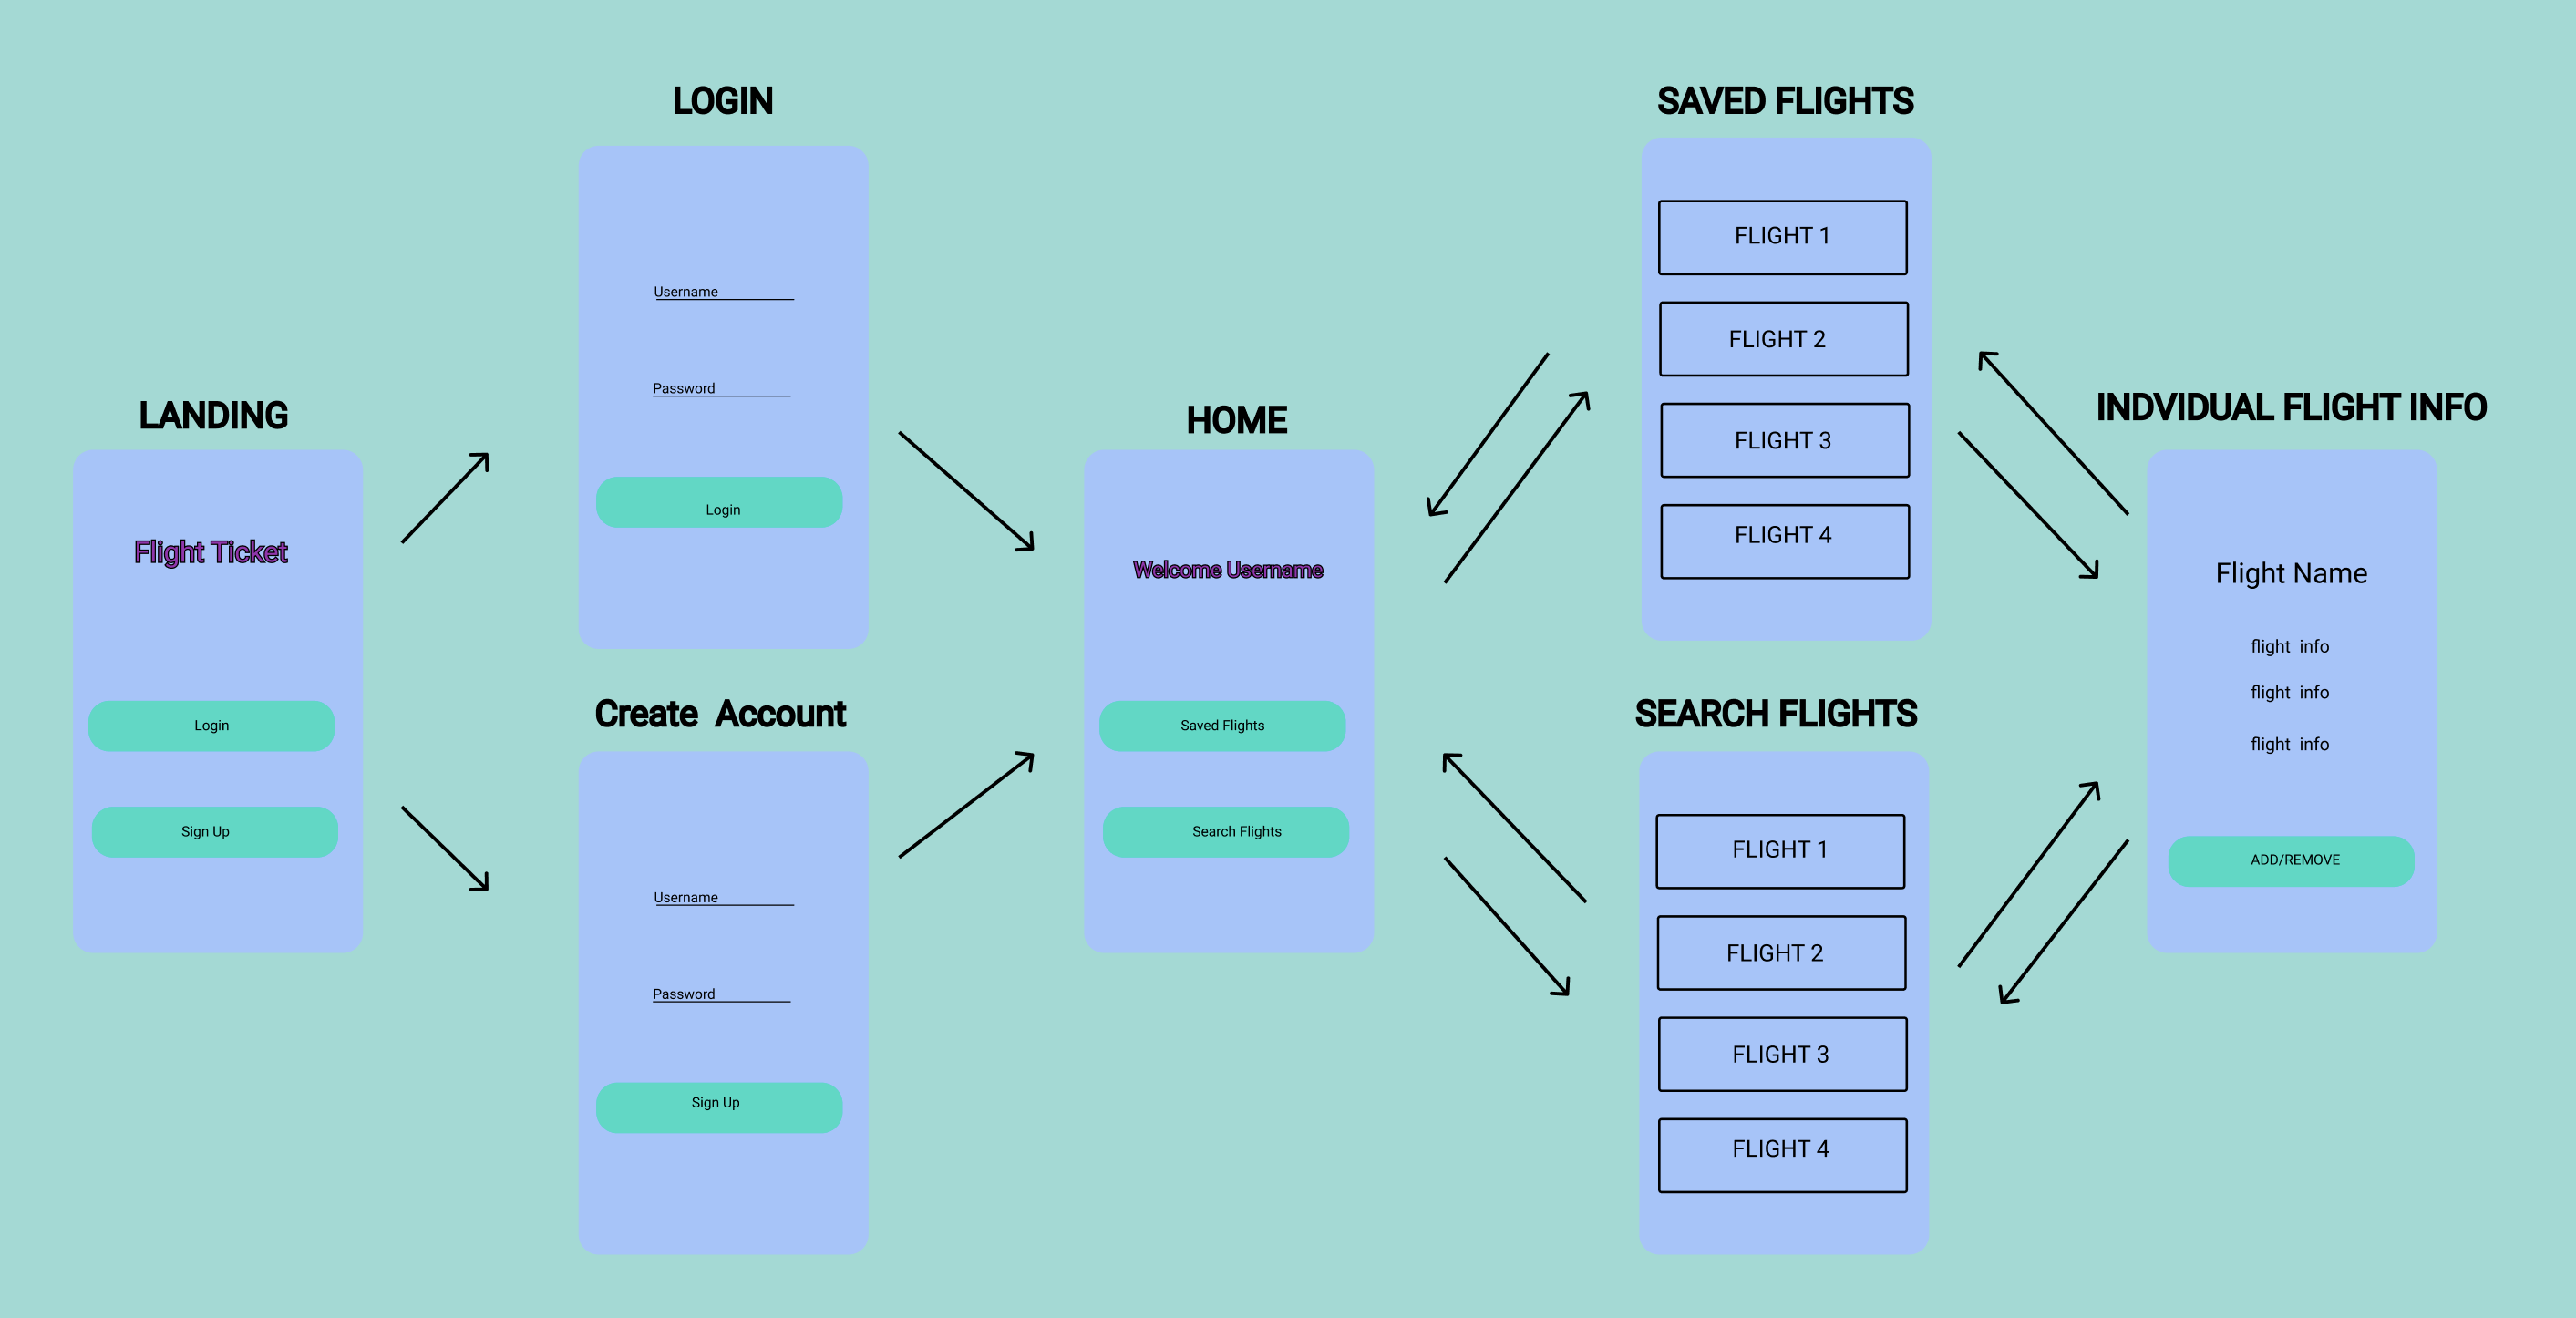 LANDING
Flight Ticket
Login
Sign Up
LOGIN
Username
Password
Login
Create Account
Username
Password
Sign Up
HOME
Welcome Username
Saved Flights
Search Flights
SAVED FLIGHTS
FLIGHT 1
FLIGHT 2
FLIGHT 3
FLIGHT 4
SEARCH FLIGHTS
FLIGHT 1
FLIGHT 2
FLIGHT 3
FLIGHT 4
INDVIDUAL FLIGHT INFO
Flight Name
flight info
flight info
flight info
ADD/REMOVE